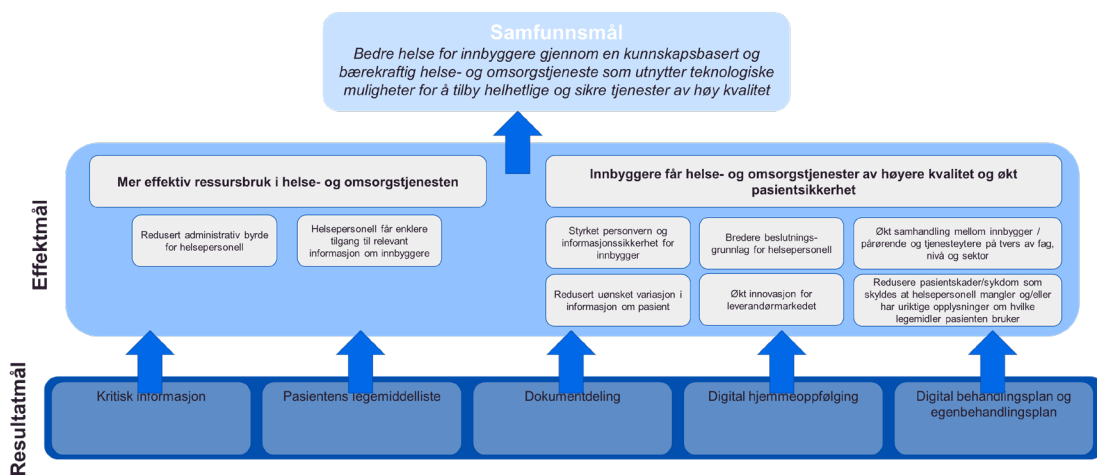 Samfunnsmål
Bedre helse for innbyggere gjennom en kunnskapsbasert og
bærekraftig helse- og omsorgstjeneste som utnytter teknologiske
muligheter for å tilby helhetlige og sikre tjenester av høy kvalitet
Effektmål
Mer effektiv ressursbruk i helse- og omsorgstjenesten
Redusert administrativ byrde
for helsepersonell
Helsepersonell får enklere
tilgang til relevant
informasjon om innbyggere
Innbyggere får helse- og omsorgstjenester av høyere kvalitet og økt
pasientsikkerhet
Styrket personvern og
informasjonssikkerhet for
innbygger
Bredere beslutnings-
grunnlag for helsepersonell
Økt samhandling mellom innbygger /
pårørende og tjenesteytere på tvers av fag,
nivå og sektor
Redusert uønsket variasjon i
informasjon om pasient
Økt innovasjon for
leverandørmarkedet
Redusere pasientskader/sykdom som
skyldes at helsepersonell mangler og/eller
har uriktige opplysninger om hvilke
legemidler pasienten bruker
Resultatmål
Kritisk informasjon
Pasientens legemiddelliste
Dokumentdeling
Digital hjemmeoppfølging
Digital behandlingsplan og
egenbehandlingsplan